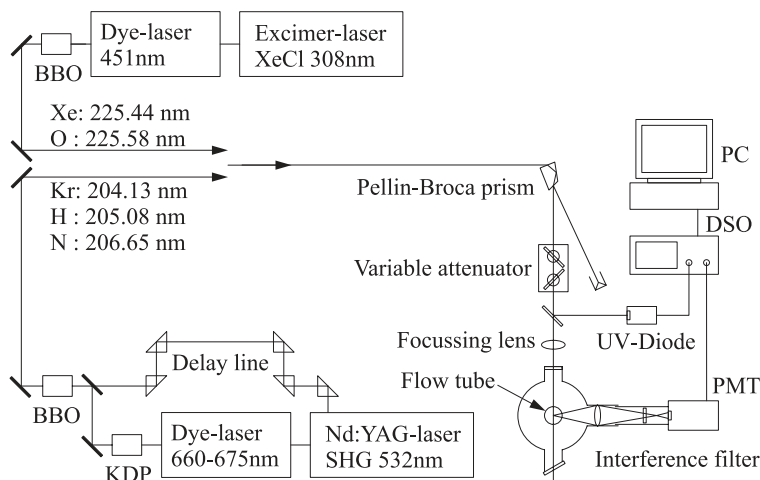 Dye-laser
451nm
Excimer-laser
XeCl 308nm
BBO
Xe: 225.44 nm
O : 225.58 nm
Kr: 204.13 nm
H : 205.08 nm
N : 206.65 nm
Pellin-Broca prism
PC
DSO
Variable attenuator
UV-Diode
Focussing lens
Delay line
Flow tube
PMT
BBO
Dye-laser
660-675nm
Nd:YAG-laser
SHG 532nm
KDP
Interference filter